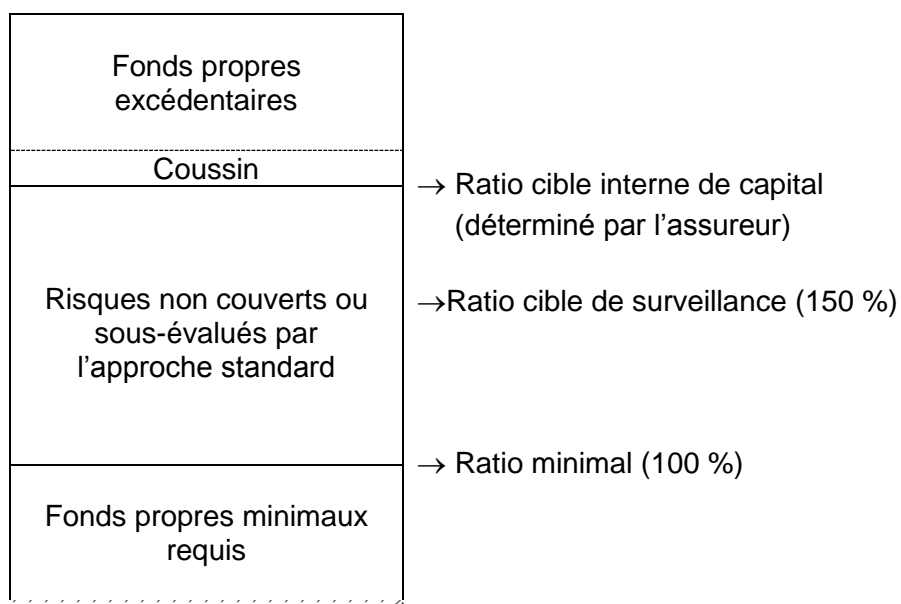 Fonds propres
excédentaires
Coussin
→ Ratio cible interne de capital
(déterminé par l'assureur)
Risques non couverts ou
sous-évalués par
l’approche standard
→Ratio cible de surveillance (150 %)
→ Ratio minimal (100 %)
Fonds propres minimaux
requis